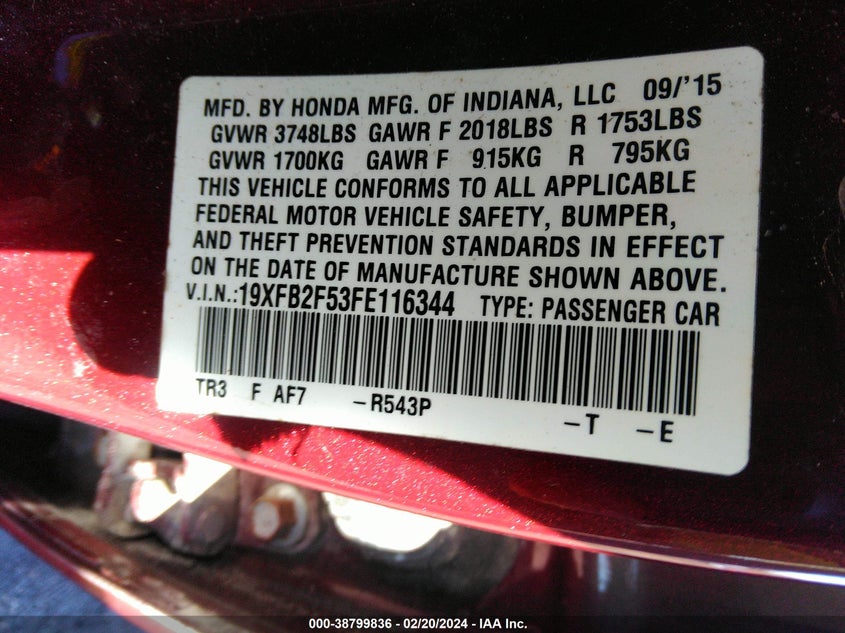 MFD. BY HONDA MFG. OF INDIANA, LLC 09/'15
GVWR 3748LBS GAWR F 2018LBS R 1753LBS
GVWR 1700KG GAWR F 915KG R 795KG
THIS VEHICLE CONFORMS TO ALL APPLICABLE
FEDERAL MOTOR VEHICLE SAFETY, BUMPER,
AND THEFT PREVENTION STANDARDS IN EFFECT
ON THE DATE OF MANUFACTURE SHOWN ABOVE.
V.I.N.:19XFB2F53FE116344 TYPE: PASSENGER CAR
TR3 F AF7 -R543P -T -E
000-38799836 - 02/20/2024 - IAA Inc.